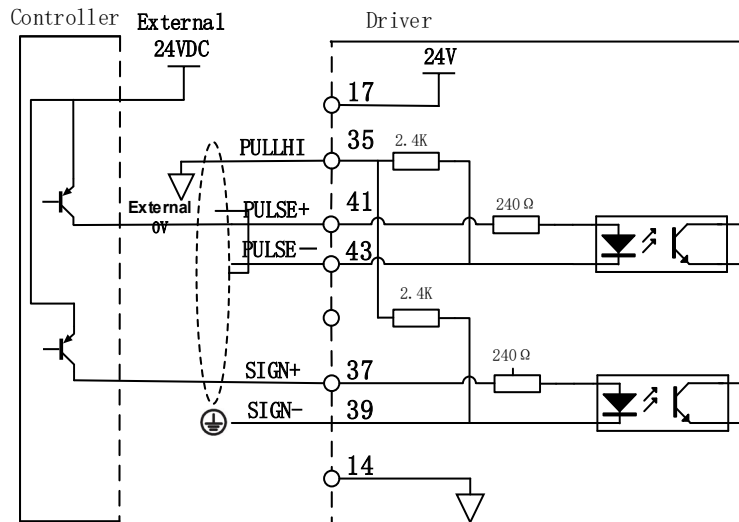 Controller
External
24VDC
Driver
24V
17
PULLHI
35
2.4K
External
0V
PULSE+
41
240Ω
PULSE—
43
2.4K
SIGN+
37
240Ω
SIGN-
39
14